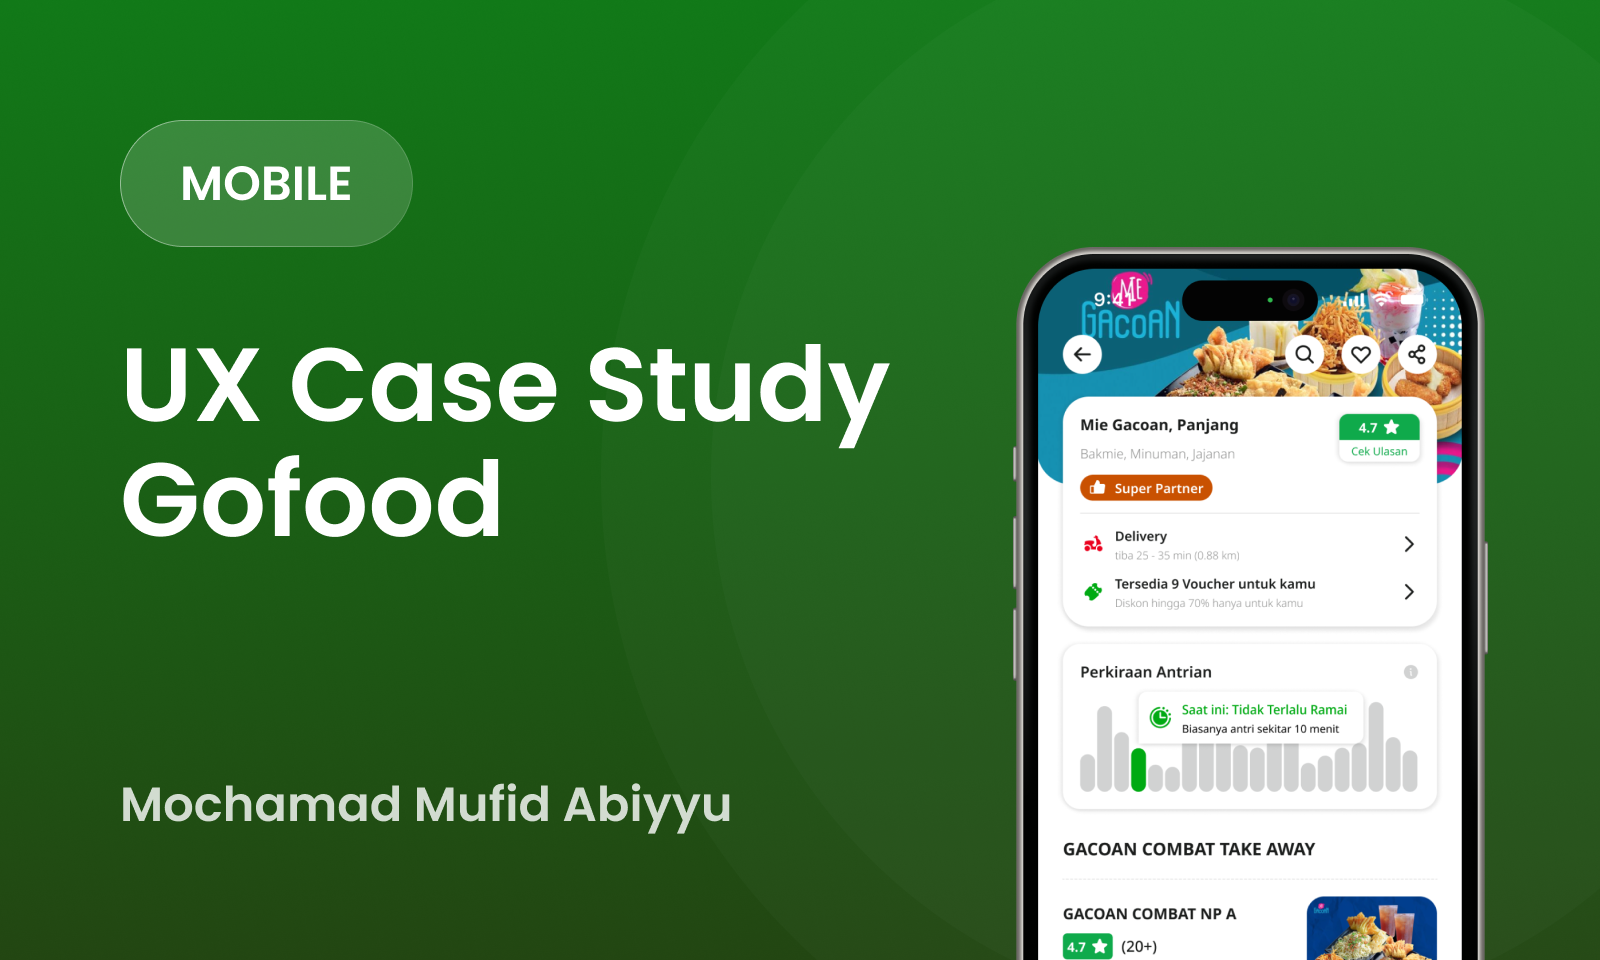 MOBILE
UX Case Study
Gofood
Mochamad Mufid Abiyyu
9:41
MIE
GACOAN
Mie Gacoan, Panjang
4.7
Bakmie, Minuman, Jajanan
Cek Ulasan
Super Partner
Delivery
tiba 25 - 35 min (0.88 km)
Tersedia 9 Voucher untuk kamu
Diskon hingga 70% hanya untuk kamu
Perkiraan Antrian
Saat ini: Tidak Terlalu Ramai
Biasanya antri sekitar 10 menit
GACOAN COMBAT TAKE AWAY
GACOAN COMBAT NP A
4.7 (20+)